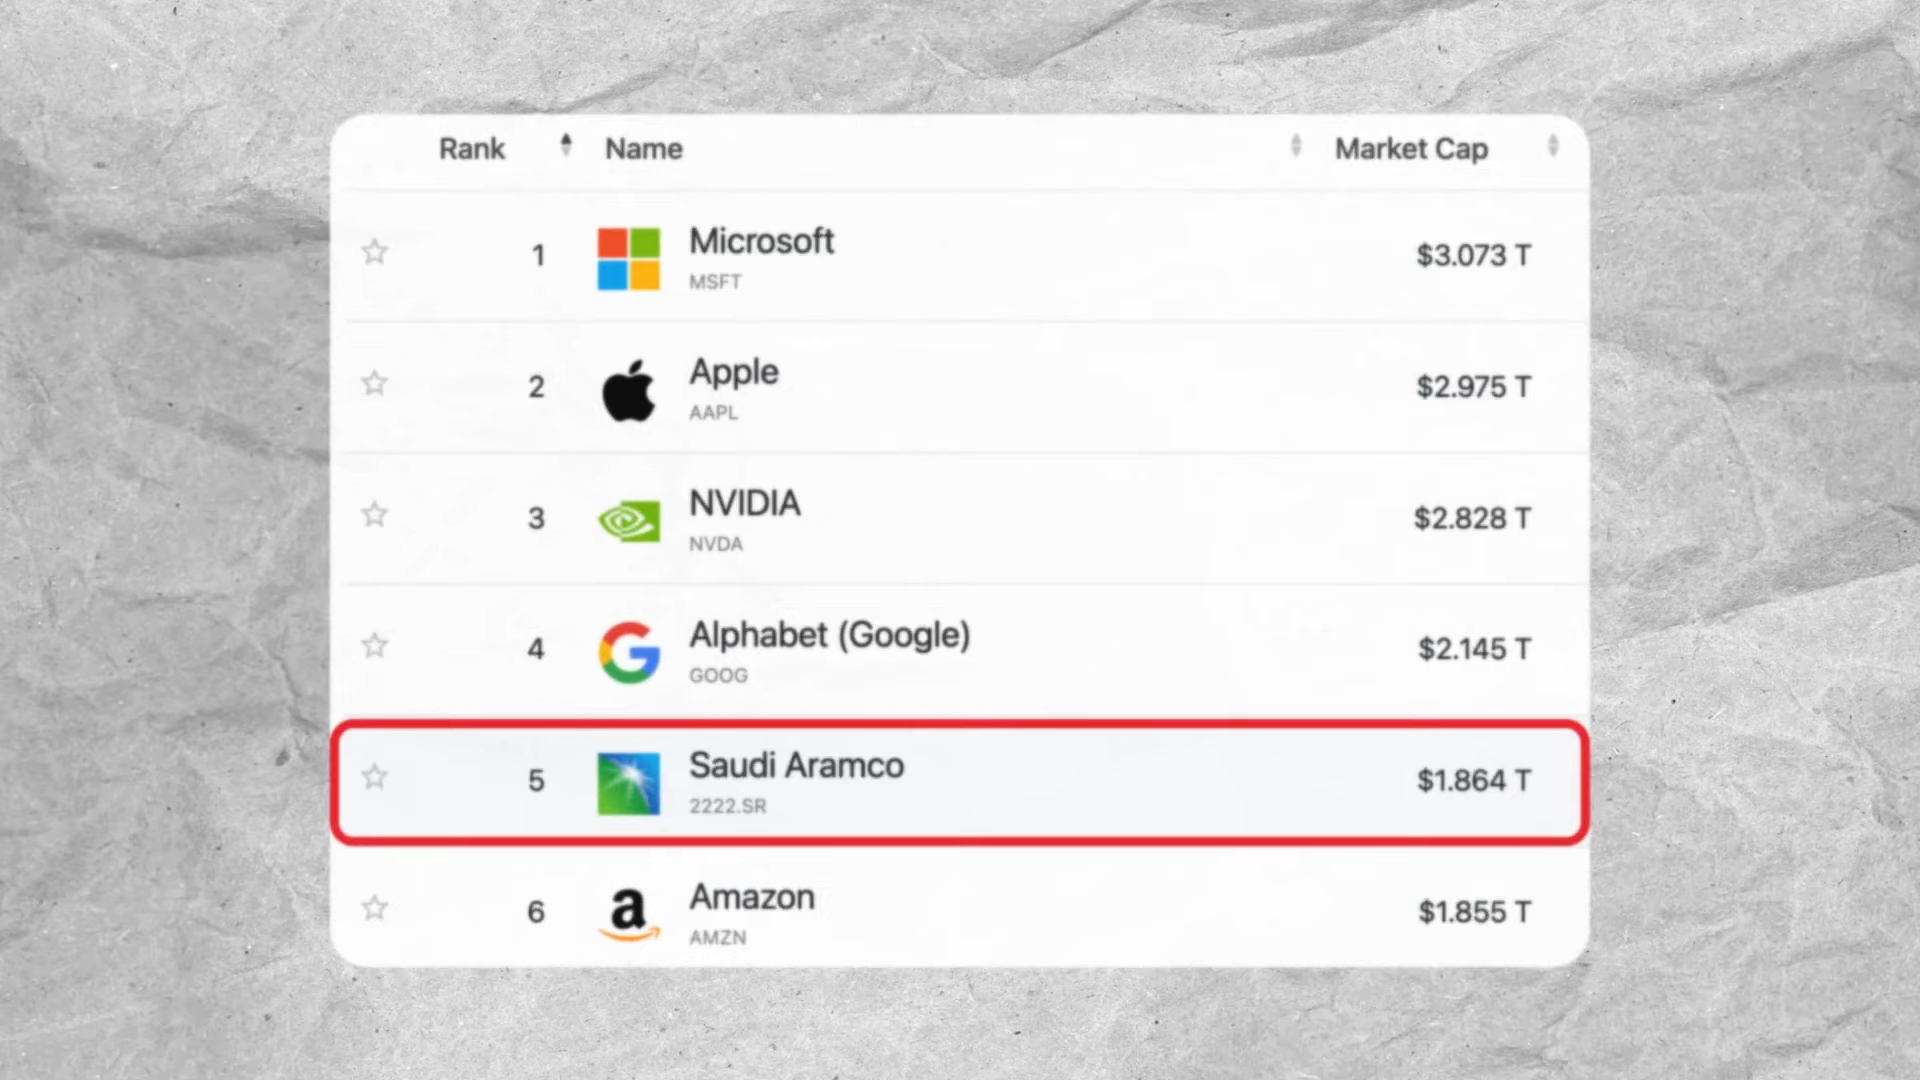 Rank Name Market Cap
1 Microsoft $3.073 T
MSFT
2 Apple $2.975 T
AAPL
3 NVIDIA $2.828 T
NVDA
4 Alphabet (Google) $2.145 T
GOOG
5 Saudi Aramco $1.864 T
2222.SR
6 Amazon $1.855 T
AMZN